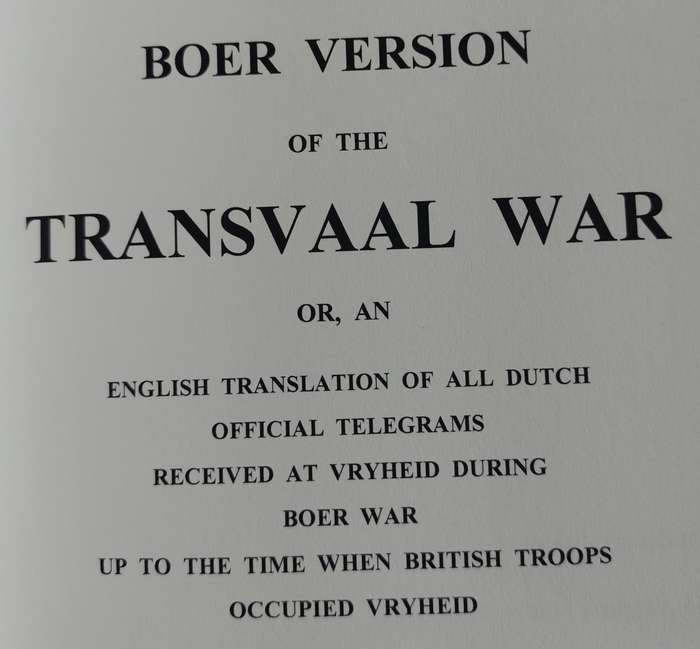 BOER VERSION
OF THE
TRANSVAAL WAR
OR, AN
ENGLISH TRANSLATION OF ALL DUTCH
OFFICIAL TELEGRAMS
RECEIVED AT VRYHEID DURING
BOER WAR
UP TO THE TIME WHEN BRITISH TROOPS
OCCUPIED VRYHEID